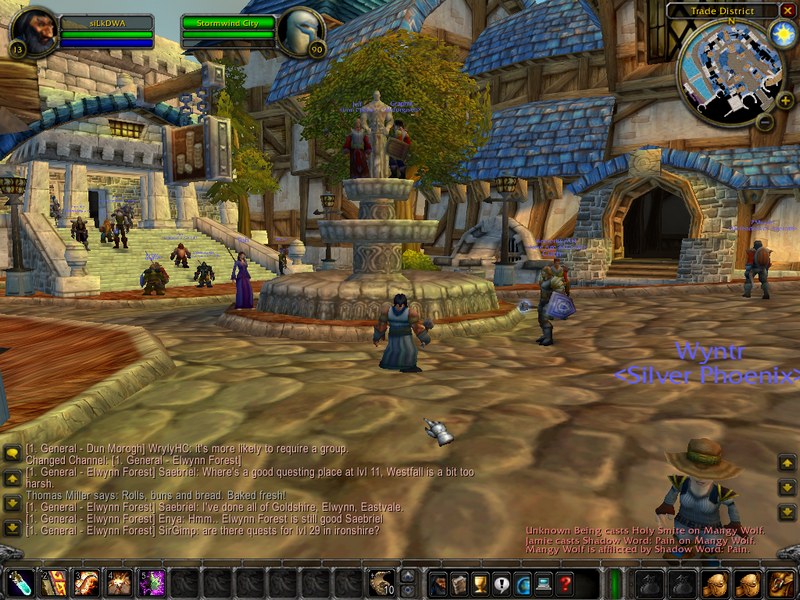 siLkDWA
13
Stormwind City
90
Trade District
N
Wyntr
<Silver Phoenix>
[1. General - Dun Morogh] WrylyHC: it's more likely to require a group.
Changed Channel: [1. General - Elwynn Forest]
[1. General - Elwynn Forest] Saebriel: Where's a good questing place at lvl 11, Westfall is a bit too
harsh.
Thomas Miller says: Rolls, buns and bread. Baked fresh!
[1. General - Elwynn Forest] Saebriel: I've done all of Goldshire, Elwynn, Eastvale.
[1. General - Elwynn Forest] Enya: Hmm.. Elwynn Forest is still good Saebriel
[1. General - Elwynn Forest] SirGimp: are there quests for lvl 29 in ironshire?
Unknown Being casts Holy Smite on Mangy Wolf.
Jamie casts Shadow Word: Pain on Mangy Wolf.
Mangy Wolf is afflicted by Shadow Word: Pain.
10